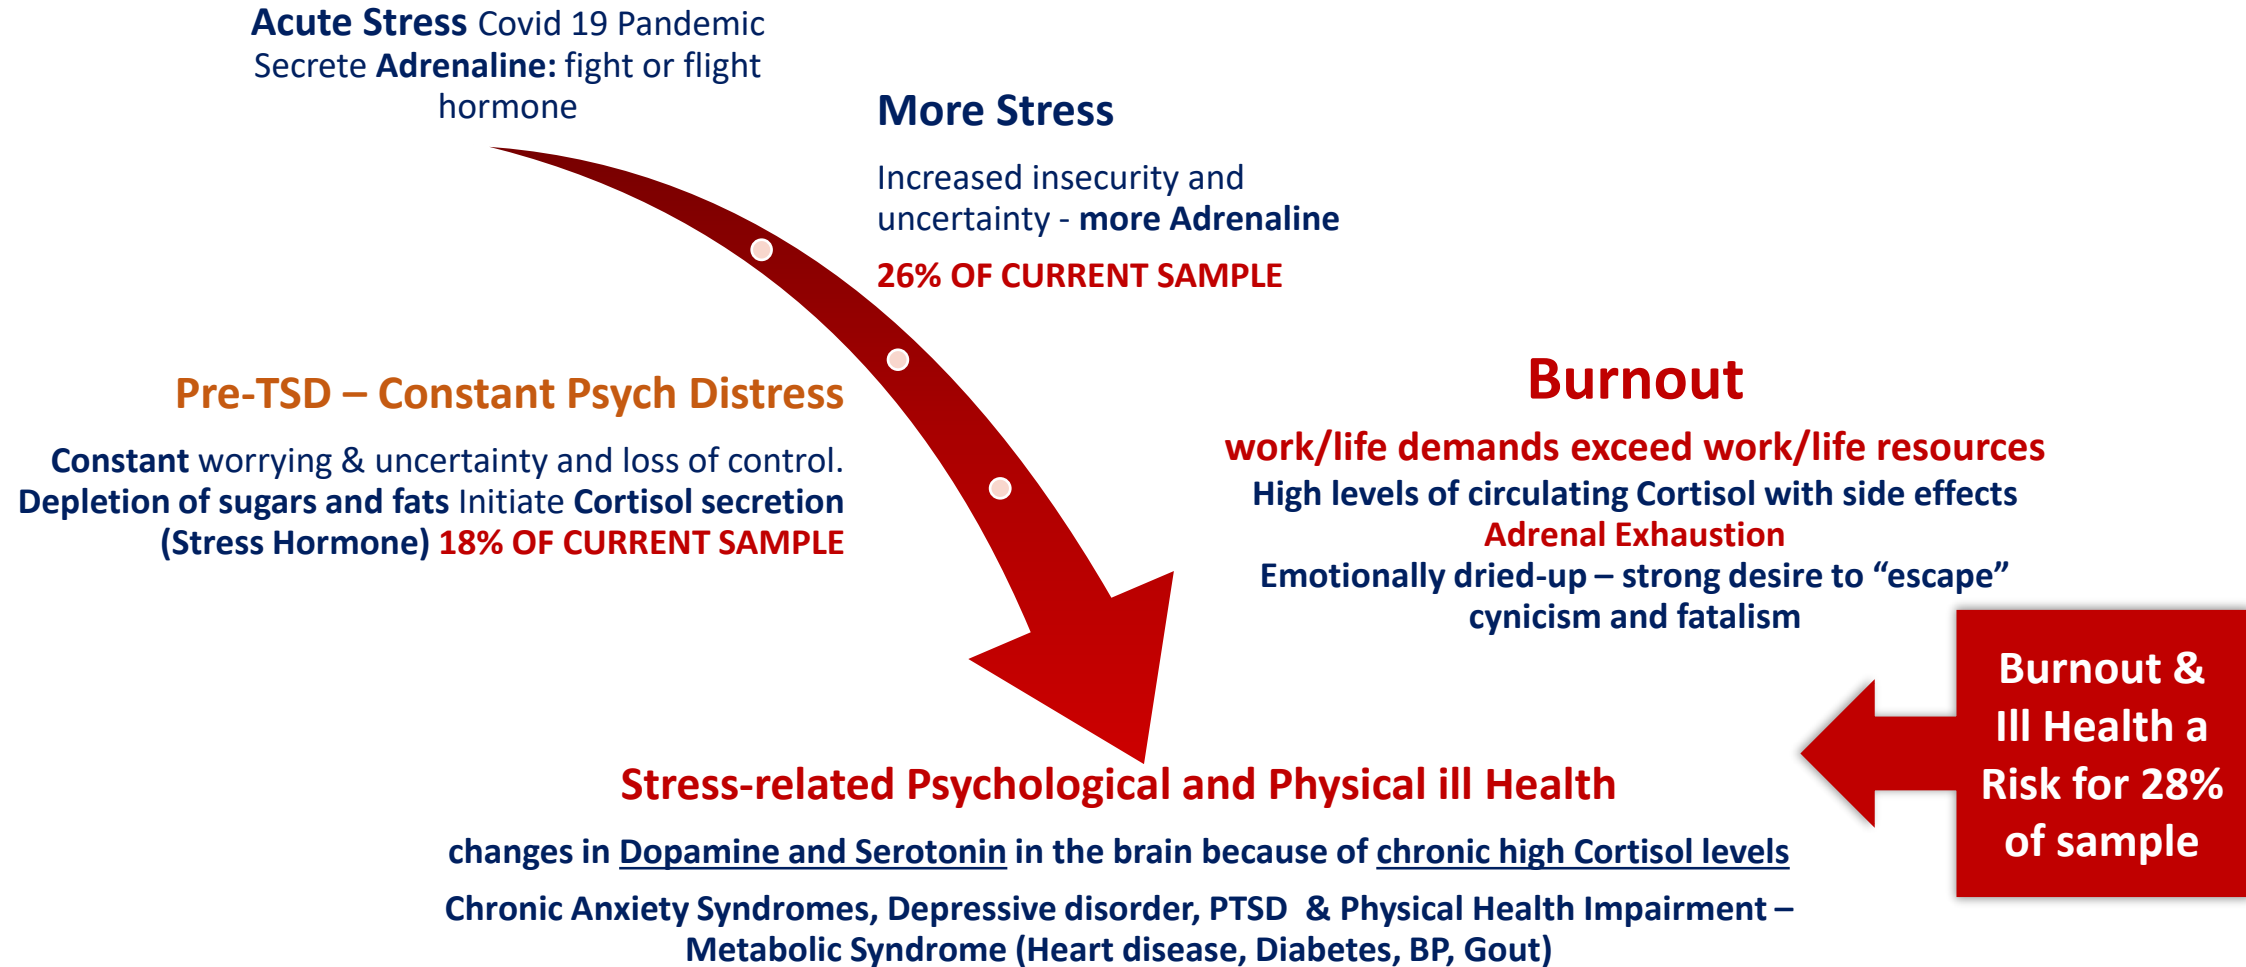 Acute Stress Covid 19 Pandemic
Secrete Adrenaline: fight or flight
hormone
More Stress
Increased insecurity and
uncertainty - more Adrenaline
26% OF CURRENT SAMPLE
Pre-TSD – Constant Psych Distress
Constant worrying & uncertainty and loss of control.
Depletion of sugars and fats Initiate Cortisol secretion
(Stress Hormone) 18% OF CURRENT SAMPLE
Burnout
work/life demands exceed work/life resources
High levels of circulating Cortisol with side effects
Adrenal Exhaustion
Emotionally dried-up – strong desire to “escape”
cynicism and fatalism
Burnout &
Ill Health a
Risk for 28%
of sample
Stress-related Psychological and Physical ill Health
changes in Dopamine and Serotonin in the brain because of chronic high Cortisol levels
Chronic Anxiety Syndromes, Depressive disorder, PTSD & Physical Health Impairment –
Metabolic Syndrome (Heart disease, Diabetes, BP, Gout)